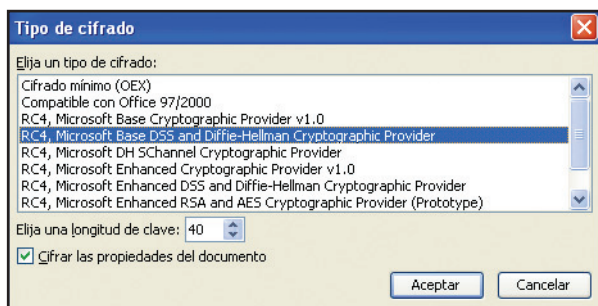 Tipo de cifrado
Elija un tipo de cifrado:
Cifrado mínimo (OEX)
Compatible con Office 97/2000
RC4, Microsoft Base Cryptographic Provider v1.0
RC4, Microsoft Base DSS and Diffie-Hellman Cryptographic Provider
RC4, Microsoft DH SChannel Cryptographic Provider
RC4, Microsoft Enhanced Cryptographic Provider v1.0
RC4, Microsoft Enhanced DSS and Diffie-Hellman Cryptographic Provider
RC4, Microsoft Enhanced RSA and AES Cryptographic Provider (Prototype)
Elija una longitud de clave: 40
Cifrar las propiedades del documento
Aceptar Cancelar